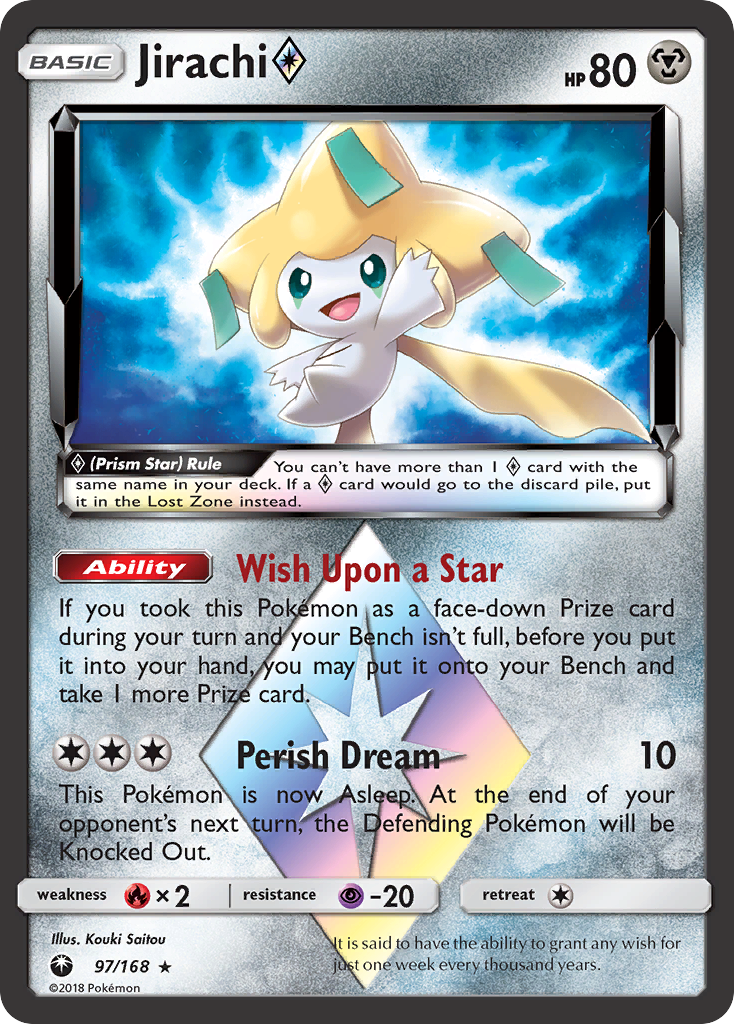 BASIC Jirachi HP 80
(Prism Star) Rule You can't have more than 1 card with the
same name in your deck. If a card would go to the discard pile, put
it in the Lost Zone instead.
Ability Wish Upon a Star
If you took this Pokémon as a face-down Prize card
during your turn and your Bench isn't full, before you put
it into your hand, you may put it onto your Bench and
take 1 more Prize card.
Perish Dream 10
This Pokémon is now Asleep. At the end of your
opponent's next turn, the Defending Pokémon will be
Knocked Out.
weakness ×2 resistance -20 retreat
Illus. Kouki Saitou
97/168 ★
©2018 Pokémon
It is said to have the ability to grant any wish for
just one week every thousand years.